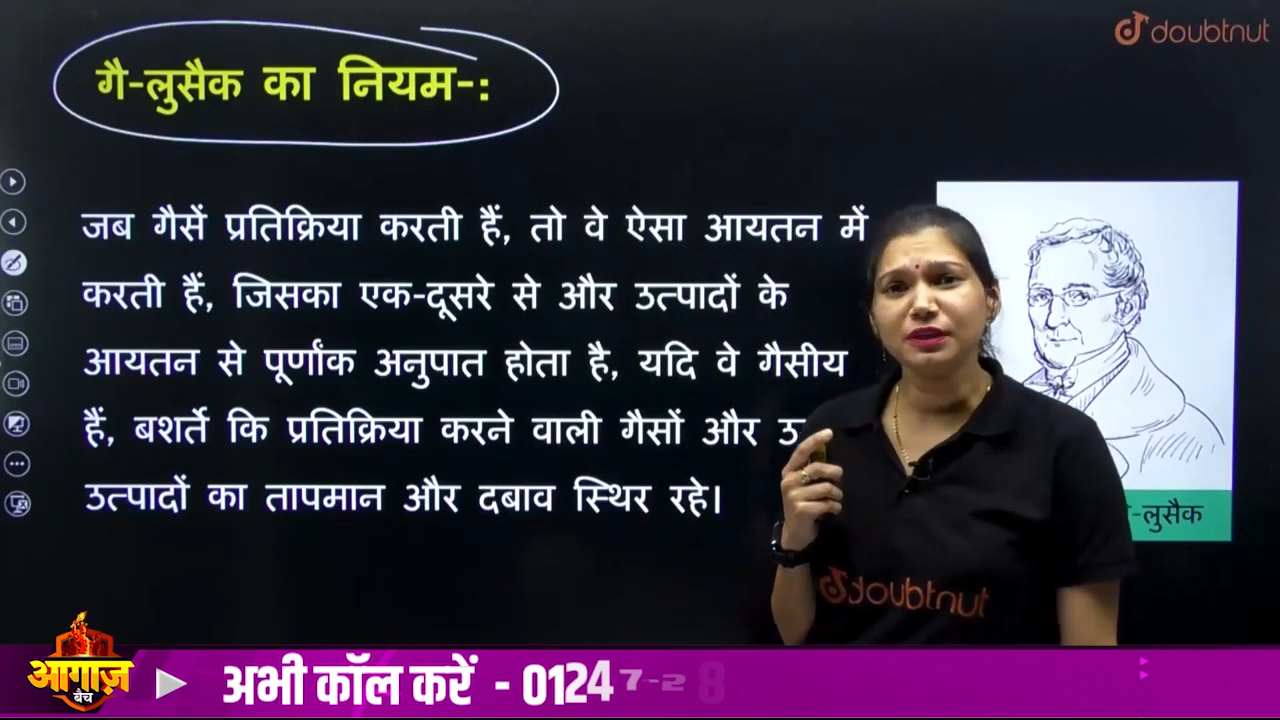 doubtnut
गै-लुसैक का नियम-:
जब गैसें प्रतिक्रिया करती हैं, तो वे ऐसा आयतन में
करती हैं, जिसका एक-दूसरे से और उत्पादों के
आयतन से पूर्णांक अनुपात होता है, यदि वे गैसीय
हैं, बशर्ते कि प्रतिक्रिया करने वाली गैसों और
उत्पादों का तापमान और दबाव स्थिर रहे।
-लुसैक
doubtnut
आगाज़
बैच
अभी कॉल करें - 0124